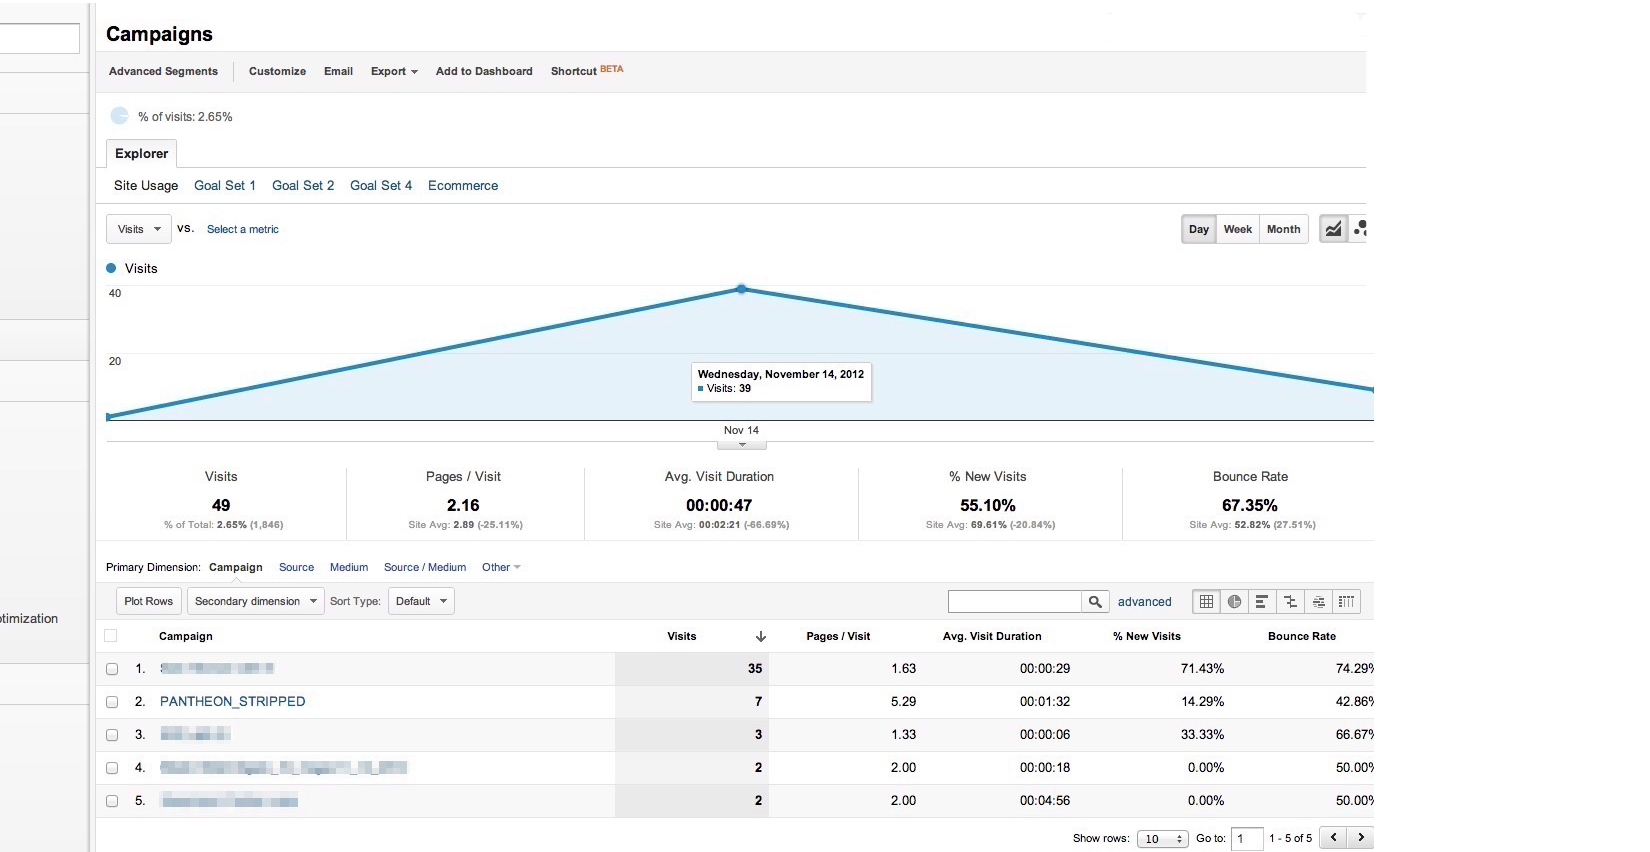 Campaigns
Advanced Segments Customize Email Export Add to Dashboard Shortcut BETA
% of visits: 2.65%
Explorer
Site Usage Goal Set 1 Goal Set 2 Goal Set 4 Ecommerce
Visits VS. Select a metric Day Week Month
Visits
40
20
Wednesday, November 14, 2012
Visits: 39
Nov 14
Visits Pages / Visit Avg. Visit Duration % New Visits Bounce Rate
49 2.16 00:00:47 55.10% 67.35%
% of Total: 2.65% (1,846) Site Avg: 2.89 (-25.11%) Site Avg: 00:02:21 (-66.69%) Site Avg: 69.61% (-20.84%) Site Avg: 52.82% (27.51%)
Primary Dimension: Campaign Source Medium Source / Medium Other
Plot Rows Secondary dimension Sort Type: Default advanced
timization
Campaign Visits Pages / Visit Avg. Visit Duration % New Visits Bounce Rate
1. 35 1.63 00:00:29 71.43% 74.29%
2. PANTHEON_STRIPPED 7 5.29 00:01:32 14.29% 42.86%
3. 3 1.33 00:00:06 33.33% 66.67%
4. 2 2.00 00:00:18 0.00% 50.00%
5. 2 2.00 00:04:56 0.00% 50.00%
Show rows: 10 Go to: 1 1 - 5 of 5